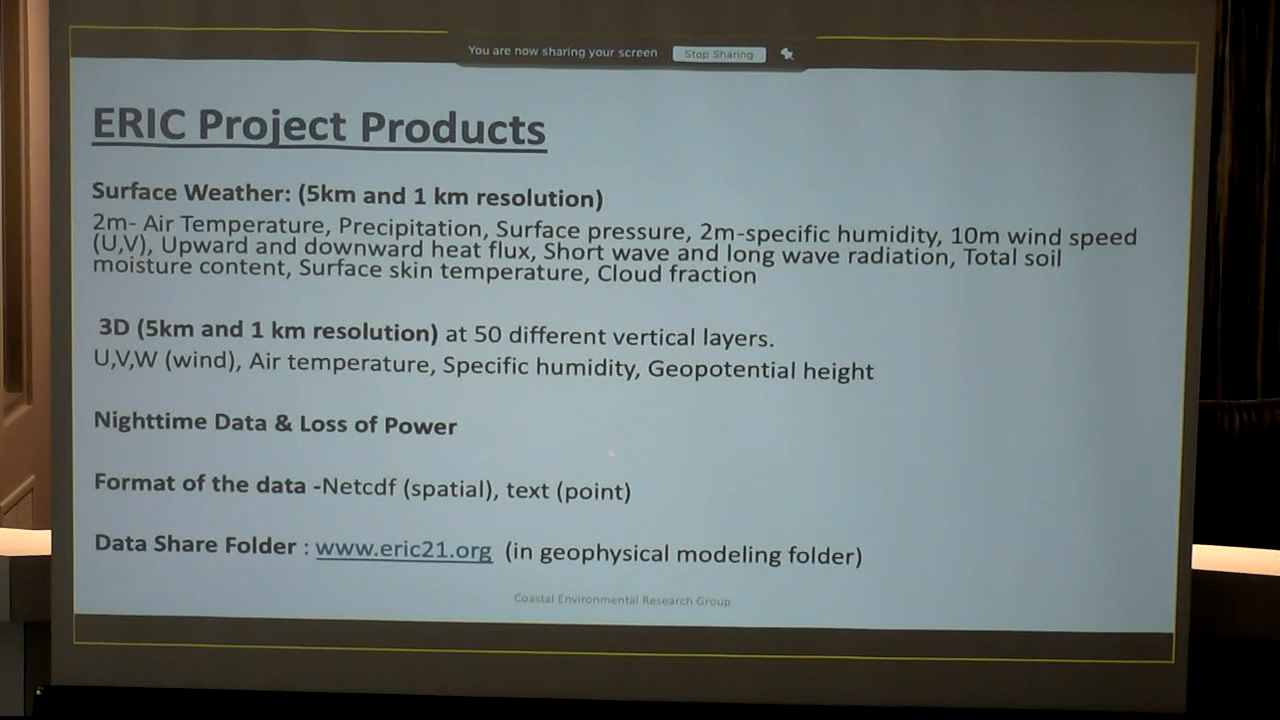 You are now sharing your screen Stop Sharing
ERIC Project Products
Surface Weather: (5km and 1 km resolution)
2m- Air Temperature, Precipitation, Surface pressure, 2m-specific humidity, 10m wind speed
(U,V), Upward and downward heat flux, Short wave and long wave radiation, Total soil
moisture content, Surface skin temperature, Cloud fraction
3D (5km and 1 km resolution) at 50 different vertical layers.
U,V,W (wind), Air temperature, Specific humidity, Geopotential height
Nighttime Data & Loss of Power
Format of the data -Netcdf (spatial), text (point)
Data Share Folder : www.eric21.org (in geophysical modeling folder)
Coastal Environmental Research Group